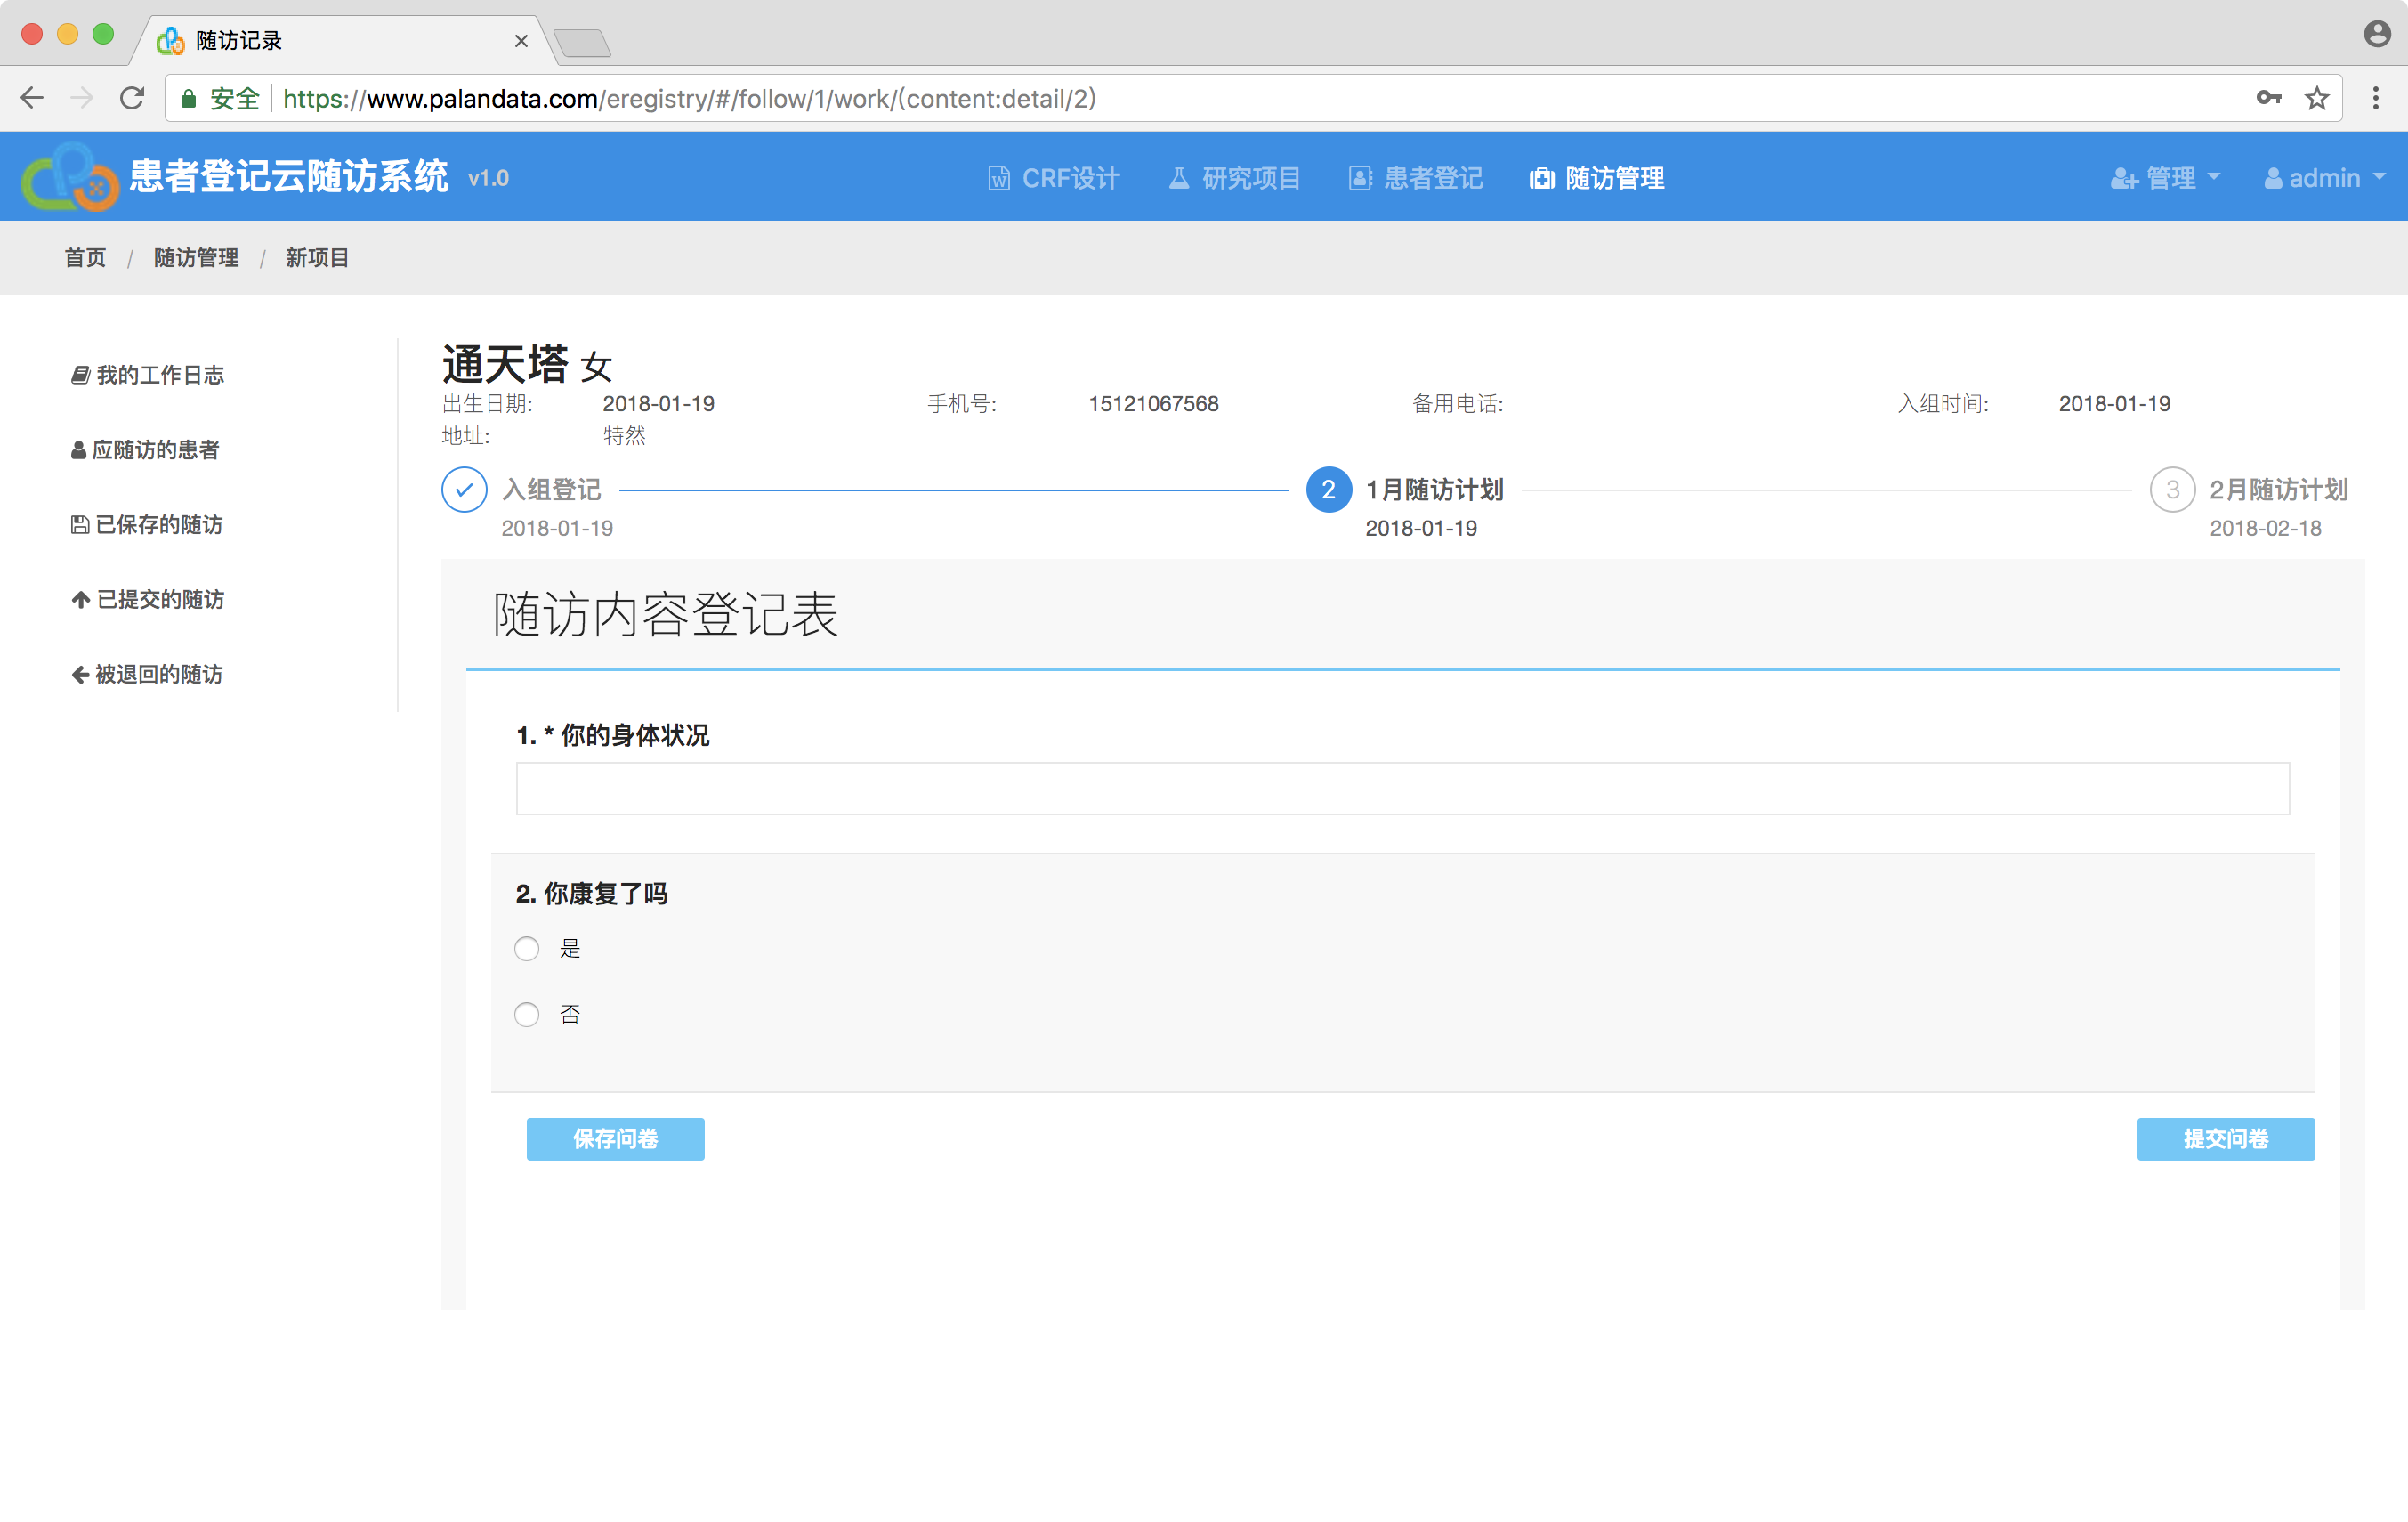 随访记录
安全 https://www.palandata.com/eregistry/#/follow/1/work/(content:detail/2)
患者登记云随访系统 v1.0 CRF设计 研究项目 患者登记 随访管理 管理 admin
首页 / 随访管理 / 新项目
我的工作日志
应随访的患者
已保存的随访
已提交的随访
被退回的随访
通天塔 女
出生日期: 2018-01-19 手机号: 15121067568 备用电话: 入组时间: 2018-01-19
地址: 特然
入组登记 2 1月随访计划 3 2月随访计划
2018-01-19 2018-01-19 2018-02-18
随访内容登记表
1. * 你的身体状况
2. 你康复了吗
是
否
保存问卷 提交问卷